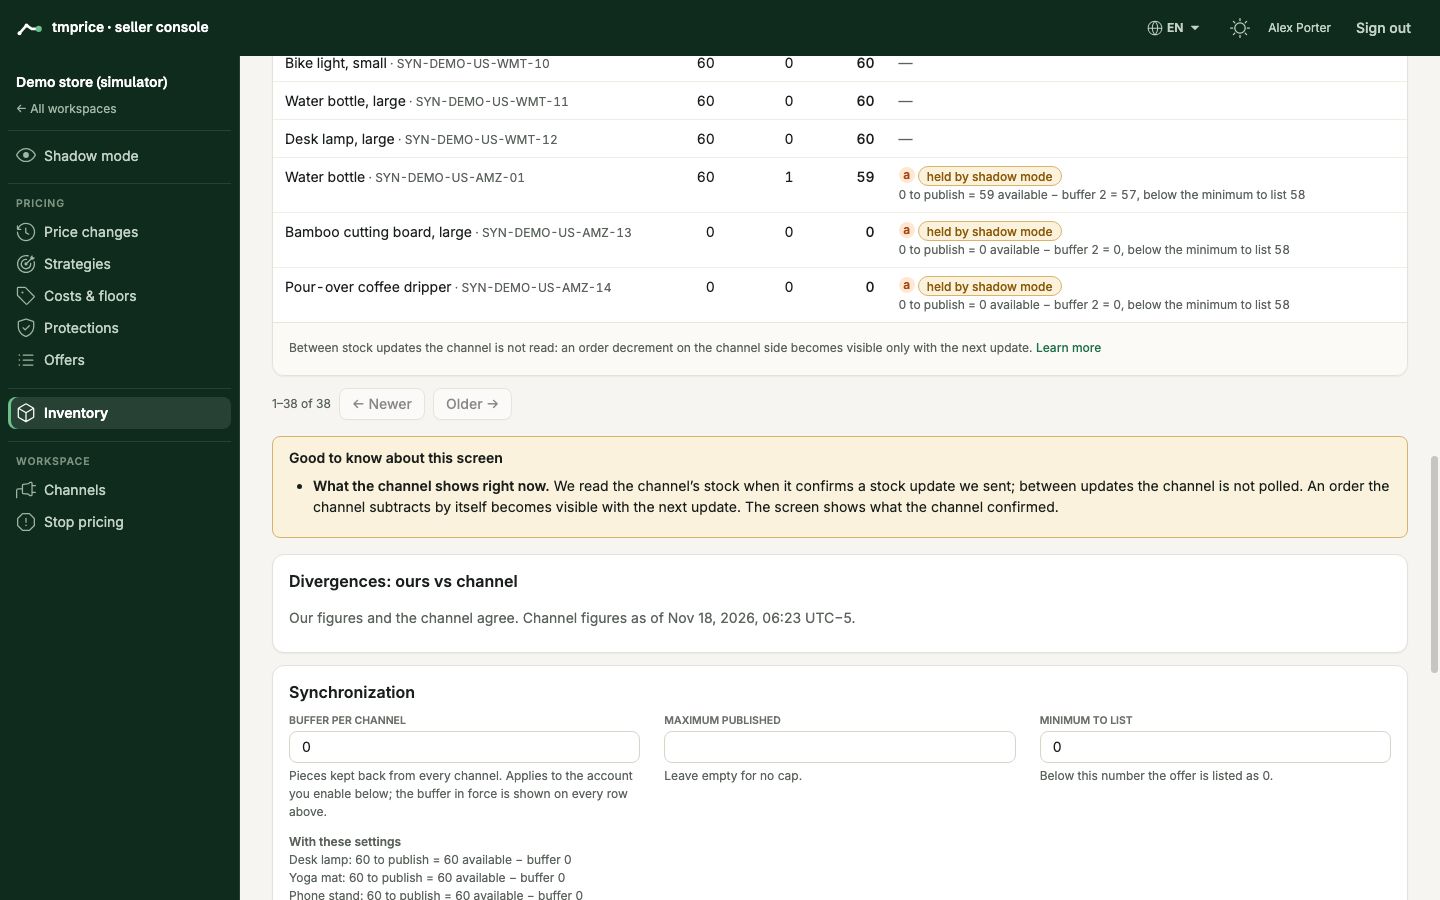 tmprice · seller console
EN
Alex Porter
Sign out
Demo store (simulator)
← All workspaces
Shadow mode
PRICING
Price changes
Strategies
Costs & floors
Protections
Offers
Inventory
WORKSPACE
Channels
Stop pricing
Bike light, small · SYN-DEMO-US-WMT-10 60 0 60 —
Water bottle, large · SYN-DEMO-US-WMT-11 60 0 60 —
Desk lamp, large · SYN-DEMO-US-WMT-12 60 0 60 —
Water bottle · SYN-DEMO-US-AMZ-01 60 1 59 a held by shadow mode
0 to publish = 59 available − buffer 2 = 57, below the minimum to list 58
Bamboo cutting board, large · SYN-DEMO-US-AMZ-13 0 0 0 a held by shadow mode
0 to publish = 0 available − buffer 2 = 0, below the minimum to list 58
Pour-over coffee dripper · SYN-DEMO-US-AMZ-14 0 0 0 a held by shadow mode
0 to publish = 0 available − buffer 2 = 0, below the minimum to list 58
Between stock updates the channel is not read: an order decrement on the channel side becomes visible only with the next update. Learn more
1–38 of 38 ← Newer Older →
Good to know about this screen
• What the channel shows right now. We read the channel’s stock when it confirms a stock update we sent; between updates the channel is not polled. An order the
channel subtracts by itself becomes visible with the next update. The screen shows what the channel confirmed.
Divergences: ours vs channel
Our figures and the channel agree. Channel figures as of Nov 18, 2026, 06:23 UTC−5.
Synchronization
BUFFER PER CHANNEL
0
Pieces kept back from every channel. Applies to the account
you enable below; the buffer in force is shown on every row
above.
With these settings
Desk lamp: 60 to publish = 60 available − buffer 0
Yoga mat: 60 to publish = 60 available − buffer 0
Phone stand: 60 to publish = 60 available − buffer 0
MAXIMUM PUBLISHED
Leave empty for no cap.
MINIMUM TO LIST
0
Below this number the offer is listed as 0.